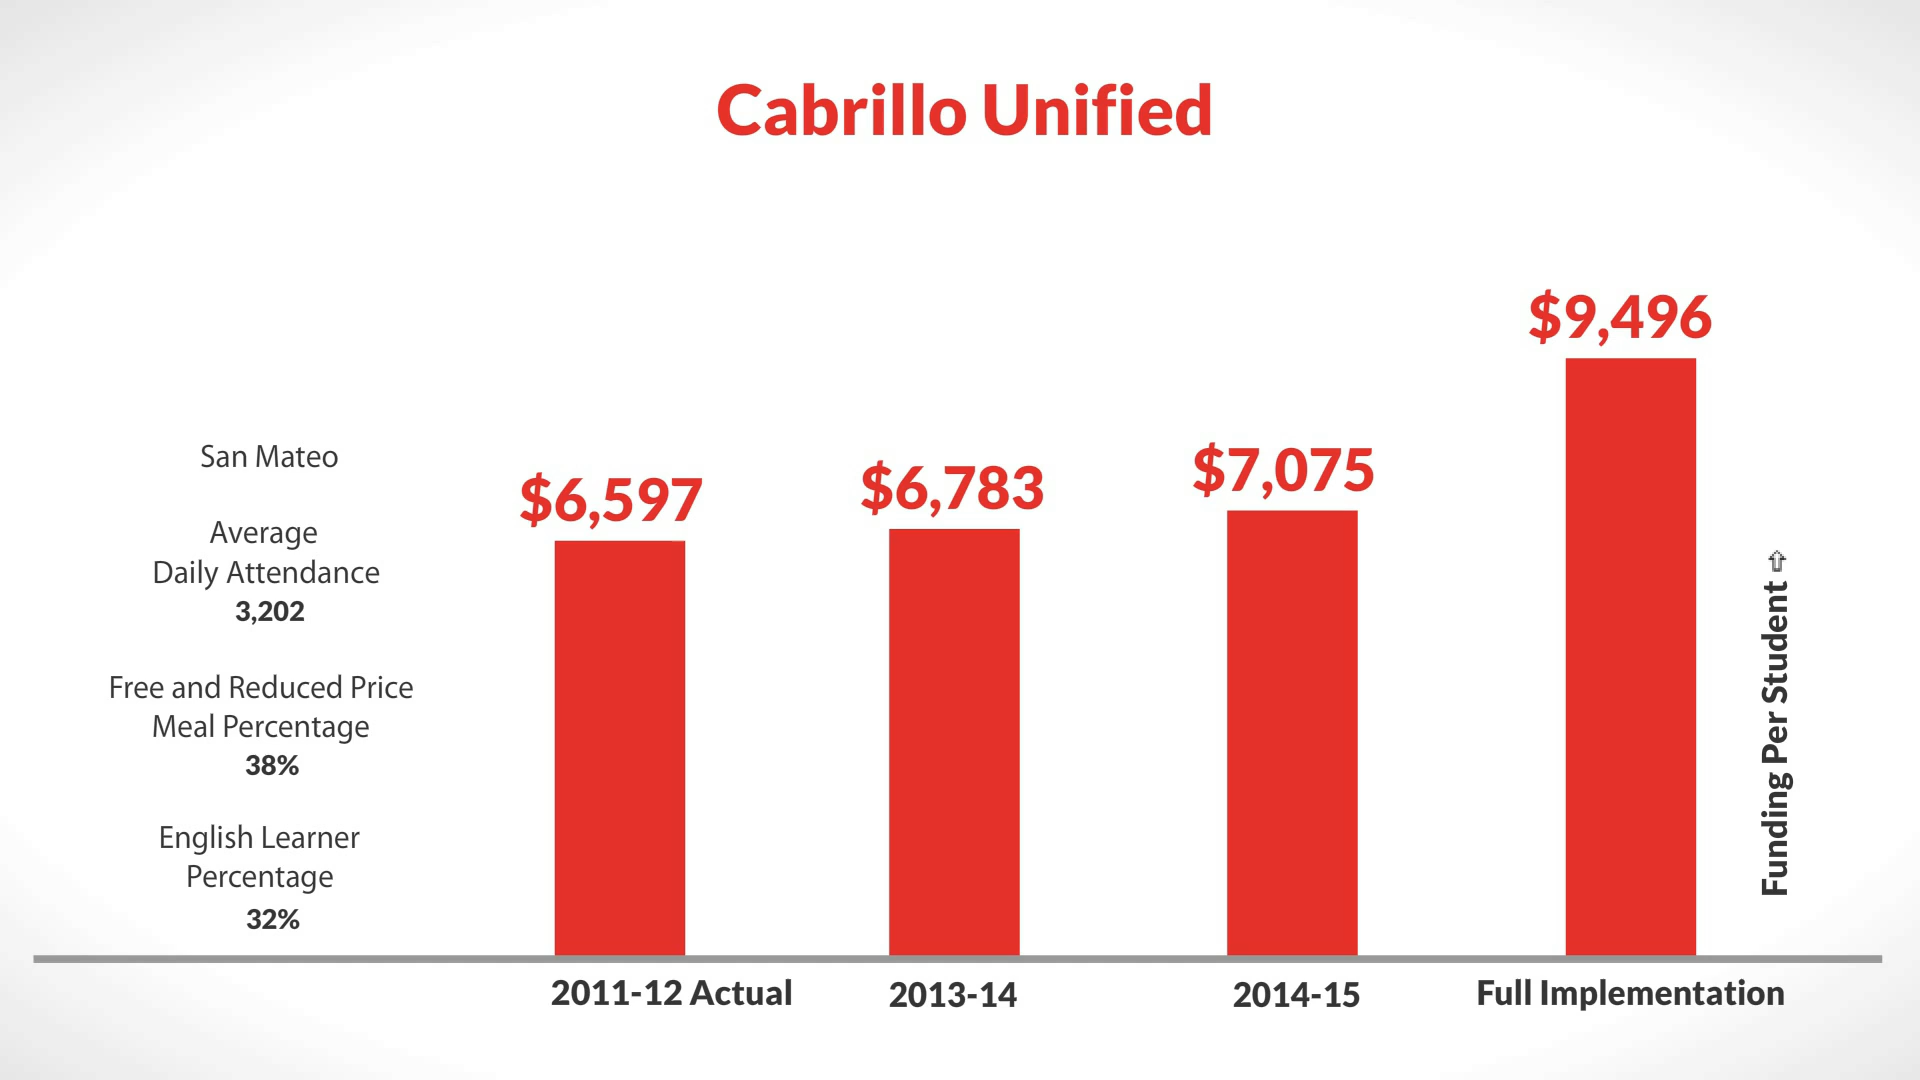 Cabrillo Unified
San Mateo
Average
Daily Attendance
3,202
Free and Reduced Price
Meal Percentage
38%
English Learner
Percentage
32%
$6,597
$6,783
$7,075
$9,496
2011-12 Actual
2013-14
2014-15
Full Implementation
Funding Per Student ⇧